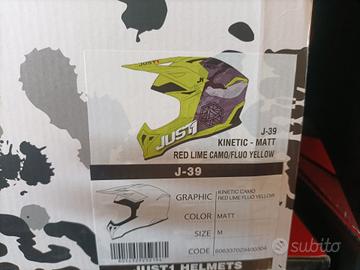 JUST1
JUST1
J-39
KINETIC - MATT
RED LIME CAMO/FLUO YELLOW
J-39
GRAPHIC
KINETIC CAMO
RED LIME FLUO YELLOW
COLOR
MATT
SIZE
M
CODE
JUST1 HELMETS
subito